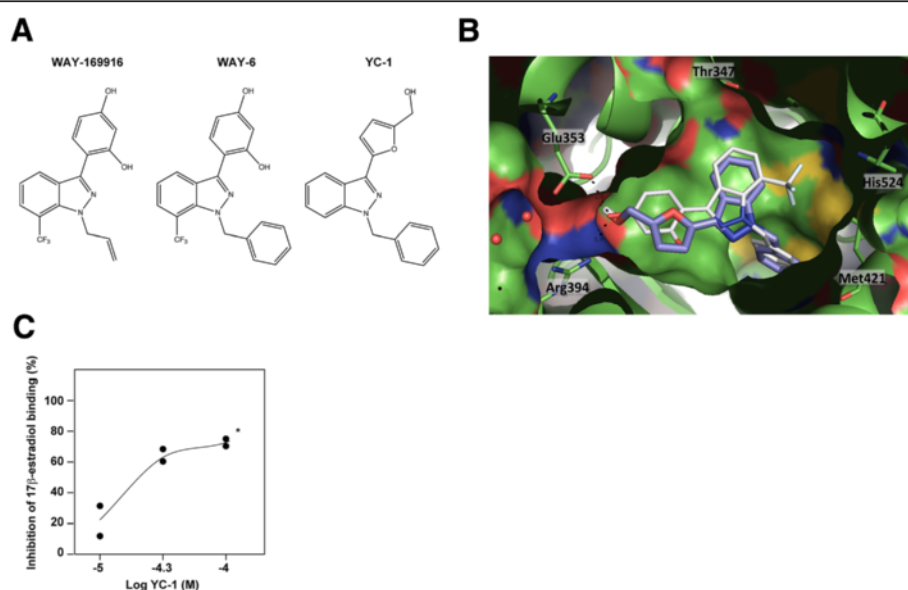 A
WAY-169916
WAY-6
YC-1
OH
OH
OH
OH
OH
O
N
N
CF3
N
N
CF3
N
N
B
Thr347
Glu353
His524
Arg394
Met421
C
Inhibition of 17β-estradiol binding (%)
100
80
60
40
20
0
*
-5
-4.3
-4
Log YC-1 (M)